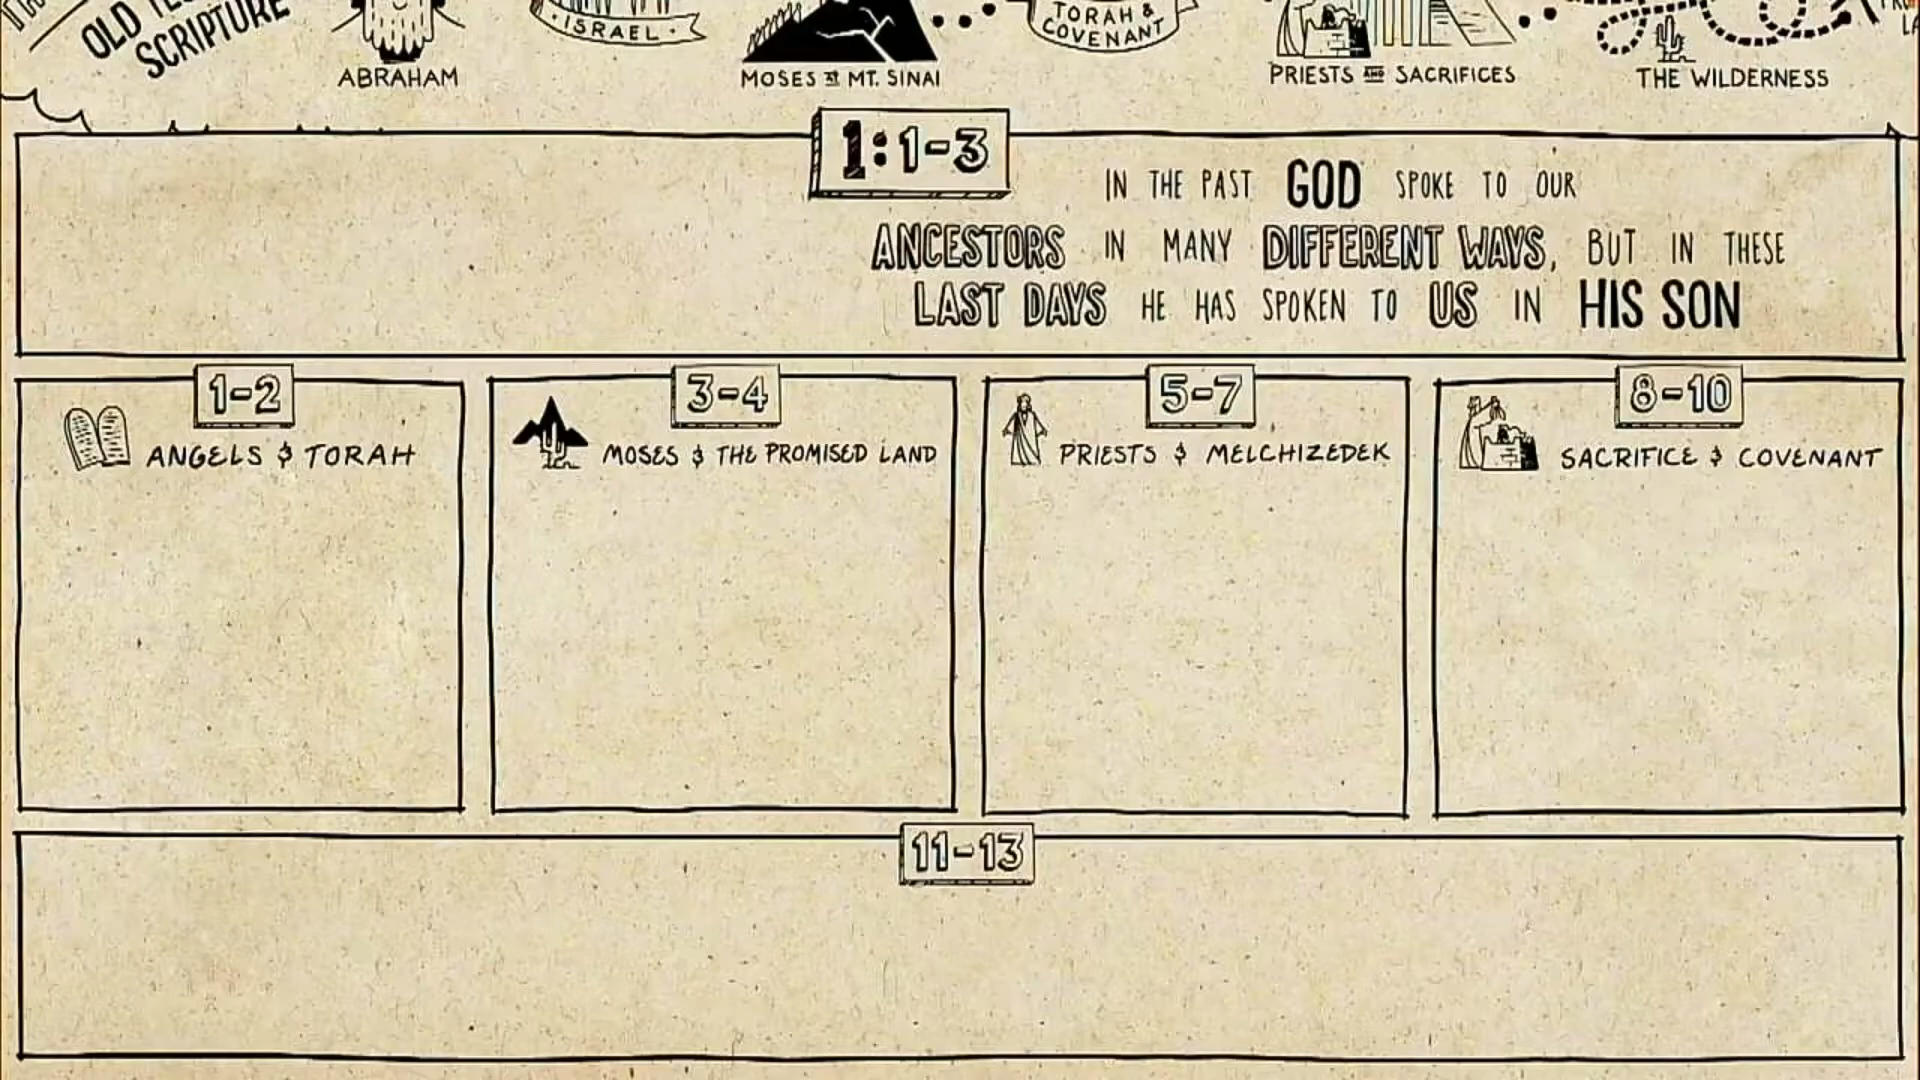 OLD
SCRIPTURE
ABRAHAM
· ISRAEL ·
MOSES AT MT. SINAI
TORAH &
COVENANT
PRIESTS AND SACRIFICES
THE WILDERNESS
1:1-3
IN THE PAST GOD SPOKE TO OUR
ANCESTORS IN MANY DIFFERENT WAYS, BUT IN THESE
LAST DAYS HE HAS SPOKEN TO US IN HIS SON
1-2
ANGELS & TORAH
3-4
MOSES & THE PROMISED LAND
5-7
PRIESTS & MELCHIZEDEK
8-10
SACRIFICE & COVENANT
11-13